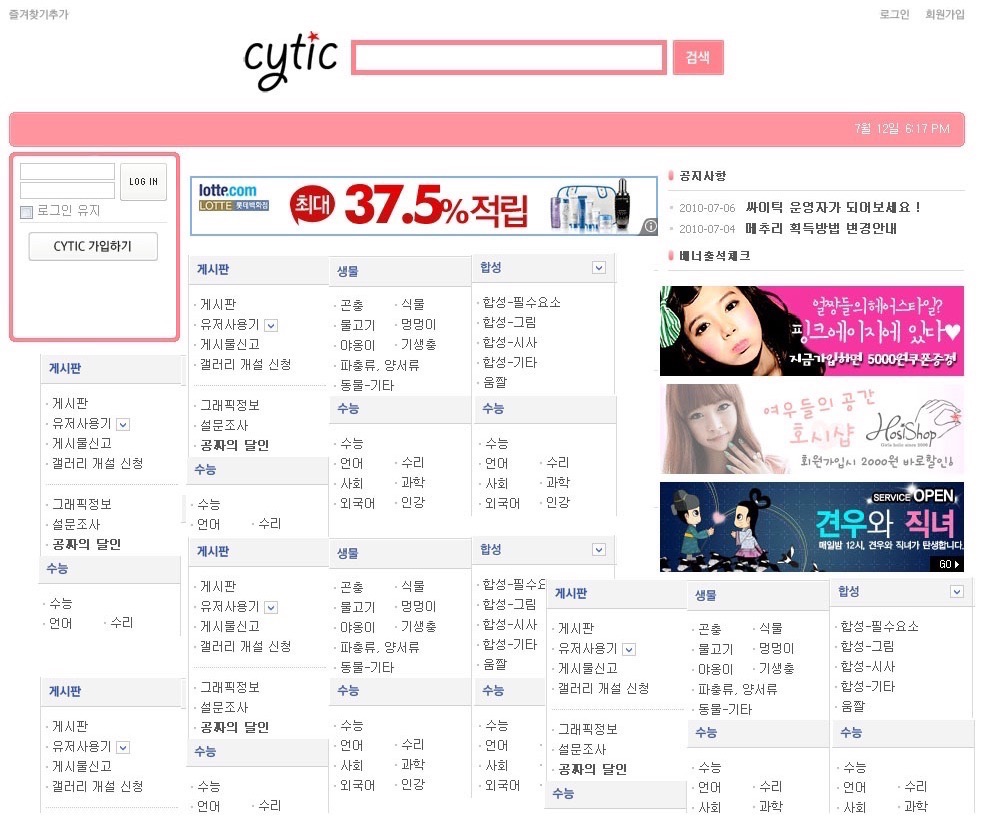 즐겨찾기추가
로그인 회원가입
cytic
검색
7월 12일 6:17 PM
LOG IN
로그인 유지
CYTIC 가입하기
lotte.com
LOTTE 롯데백화점
최대 37.5%적립
공지사항
2010-07-06 싸이틱 운영자가 되어보세요 !
2010-07-04 메추리 획득방법 변경안내
배너출석체크
얼짱들의헤어스타일?
핑크에이지에 있다♥
지금가입하면 5000원쿠폰증정
여우들의 공간
호시샵
HosiShop
회원가입시 2000원 바로할인!
SERVICE OPEN
견우와 직녀
매일밤 12시, 견우와 직녀가 탄생합니다.
GO
게시판
게시판
유저사용기
게시물신고
갤러리 개설 신청
그래픽정보
설문조사
공짜의 달인
수능
수능
언어 수리
생물
곤충 식물
물고기 멍멍이
야옹이 기생충
파충류, 양서류
동물-기타
수능
수능
언어 수리
사회 과학
외국어 인강
합성
합성-필수요소
합성-그림
합성-시사
합성-기타
움짤
수능
수능
언어 수리
사회 과학
외국어 인강
게시판
게시판
유저사용기
게시물신고
갤러리 개설 신청
그래픽정보
설문조사
공짜의 달인
수능
수능
언어 수리
게시판
게시판
유저사용기
게시물신고
갤러리 개설 신청
그래픽정보
설문조사
공짜의 달인
수능
수능
언어 수리
생물
곤충 식물
물고기 멍멍이
야옹이 기생충
파충류, 양서류
동물-기타
수능
수능
언어 수리
사회 과학
외국어 인강
합성
합성-필수요
합성-그림
합성-시사
합성-기타
움짤
수능
수능
언어
사회
외국어
게시판
게시판
유저사용기
게시물신고
갤러리 개설 신청
게시판
게시판
유저사용기
게시물신고
갤러리 개설 신청
그래픽정보
설문조사
공짜의 달인
수능
생물
곤충 식물
물고기 멍멍이
야옹이 기생충
파충류, 양서류
동물-기타
수능
수능
언어 수리
사회 과학
합성
합성-필수요소
합성-그림
합성-시사
합성-기타
움짤
수능
수능
언어 수리
사회 과학